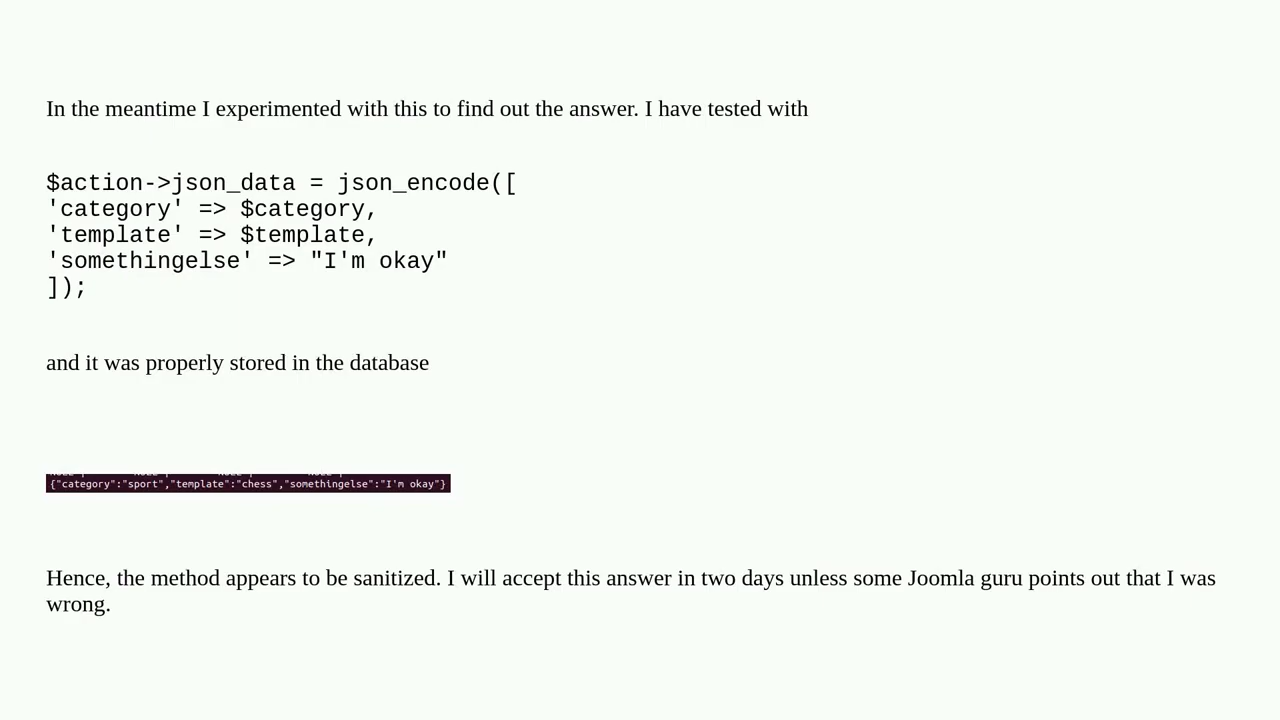 In the meantime I experimented with this to find out the answer. I have tested with
$action->json_data = json_encode([
'category' => $category,
'template' => $template,
'somethingelse' => "I'm okay"
]);
and it was properly stored in the database
{"category":"sport","template":"chess","somethingelse":"I'm okay"}
Hence, the method appears to be sanitized. I will accept this answer in two days unless some Joomla guru points out that I was
wrong.